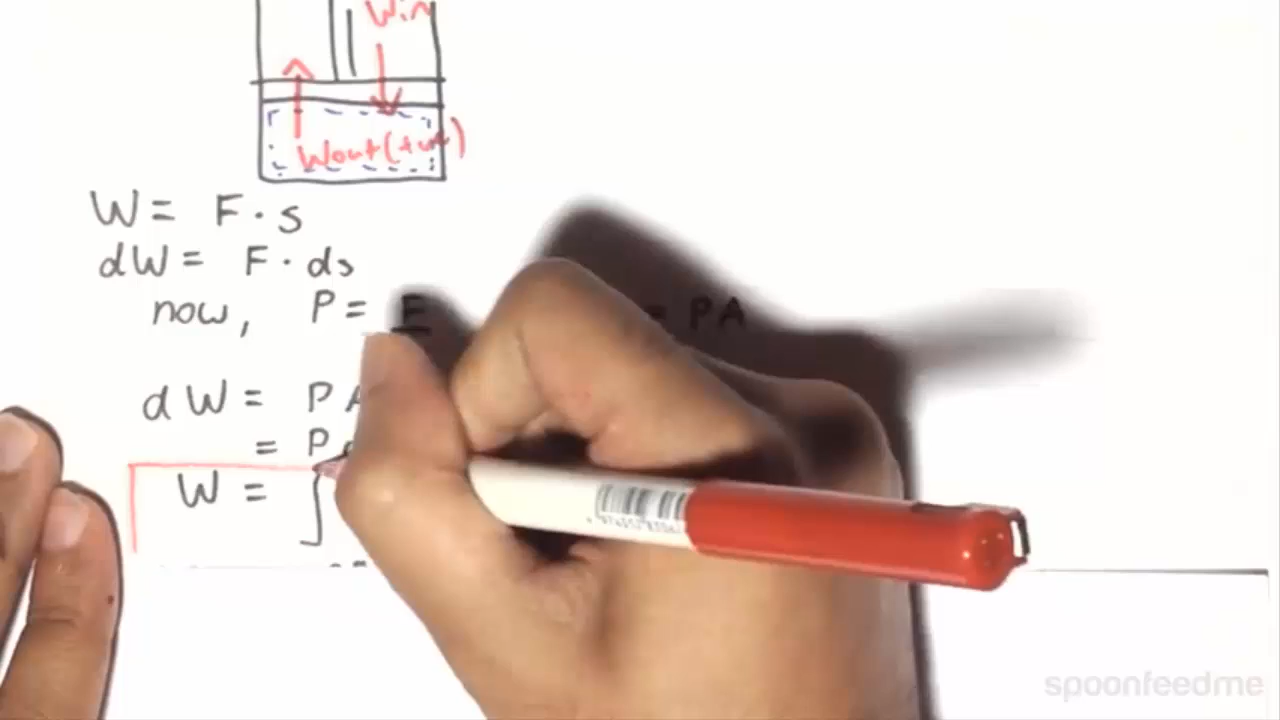 Win
Wout(+ve)
W = F · s
dW = F · ds
now, P = F = PA
dW = P A
= P
W = ∫
spoonfeedme